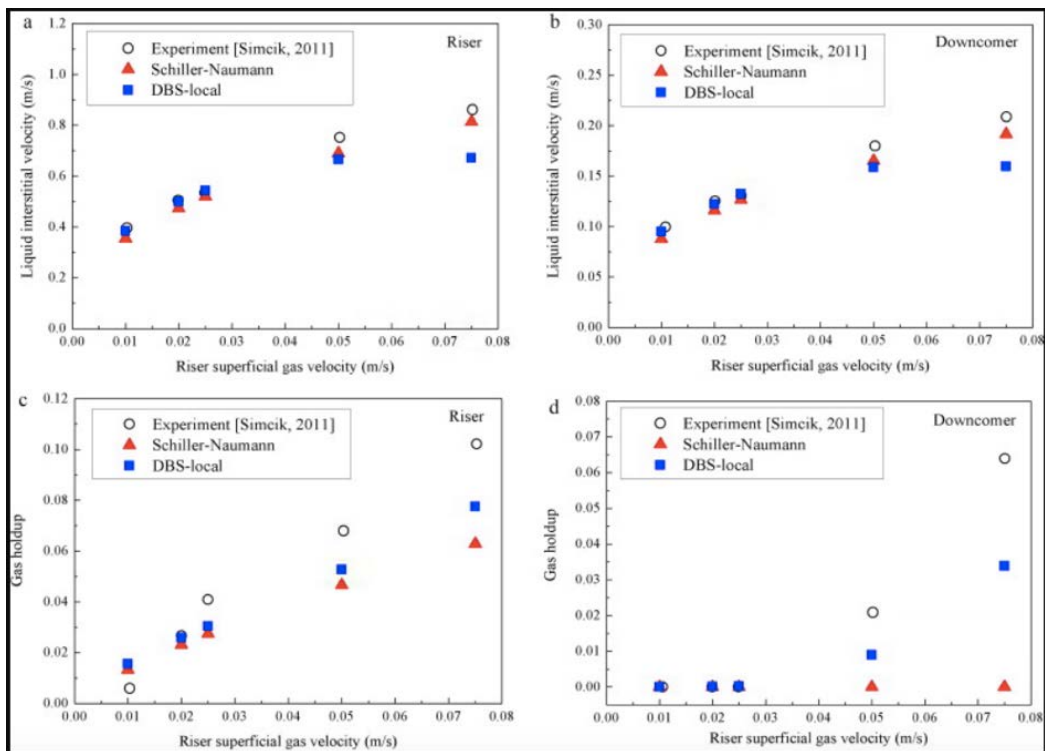 a
1.2
1.0
0.8
0.6
0.4
0.2
0.0
Liquid interstitial velocity (m/s)
Experiment [Simcik, 2011]
Schiller-Naumann
DBS-local
Riser
0.00 0.01 0.02 0.03 0.04 0.05 0.06 0.07 0.08
Riser superficial gas velocity (m/s)
b
0.30
0.25
0.20
0.15
0.10
0.05
0.00
Liquid interstitial velocity (m/s)
Experiment [Simcik, 2011]
Schiller-Naumann
DBS-local
Downcomer
0.00 0.01 0.02 0.03 0.04 0.05 0.06 0.07 0.08
Riser superficial gas velocity (m/s)
c
0.12
0.10
0.08
0.06
0.04
0.02
0.00
Gas holdup
Experiment [Simcik, 2011]
Schiller-Naumann
DBS-local
Riser
0.00 0.01 0.02 0.03 0.04 0.05 0.06 0.07 0.08
Riser superficial gas velocity (m/s)
d
0.08
0.07
0.06
0.05
0.04
0.03
0.02
0.01
0.00
Gas holdup
Experiment [Simcik, 2011]
Schiller-Naumann
DBS-local
Downcomer
0.00 0.01 0.02 0.03 0.04 0.05 0.06 0.07 0.08
Riser superficial gas velocity (m/s)